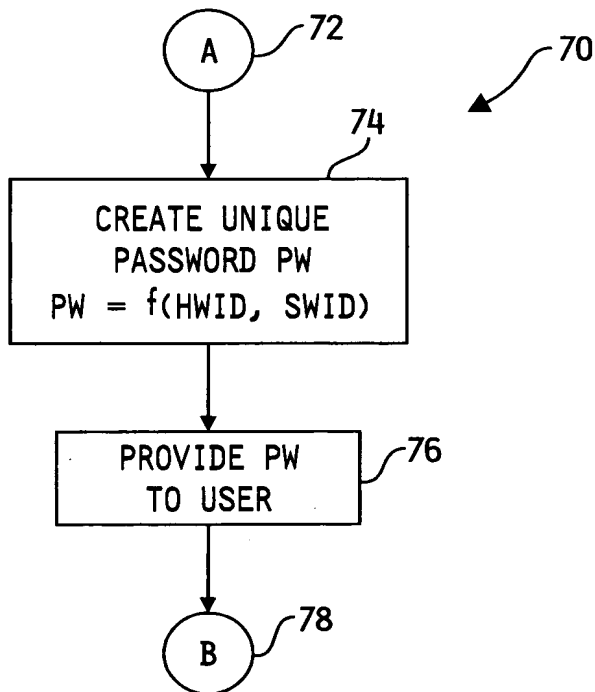 A
72
70
74
CREATE UNIQUE
PASSWORD PW
PW = f(HWID, SWID)
PROVIDE PW
TO USER
76
B
78